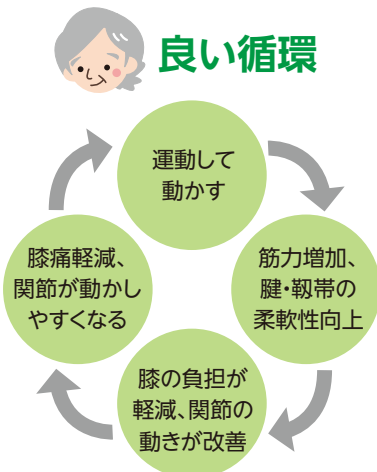 良い循環
運動して
動かす
筋力増加、
腱・靱帯の
柔軟性向上
膝の負担が
軽減、関節の
動きが改善
膝痛軽減、
関節が動かし
やすくなる